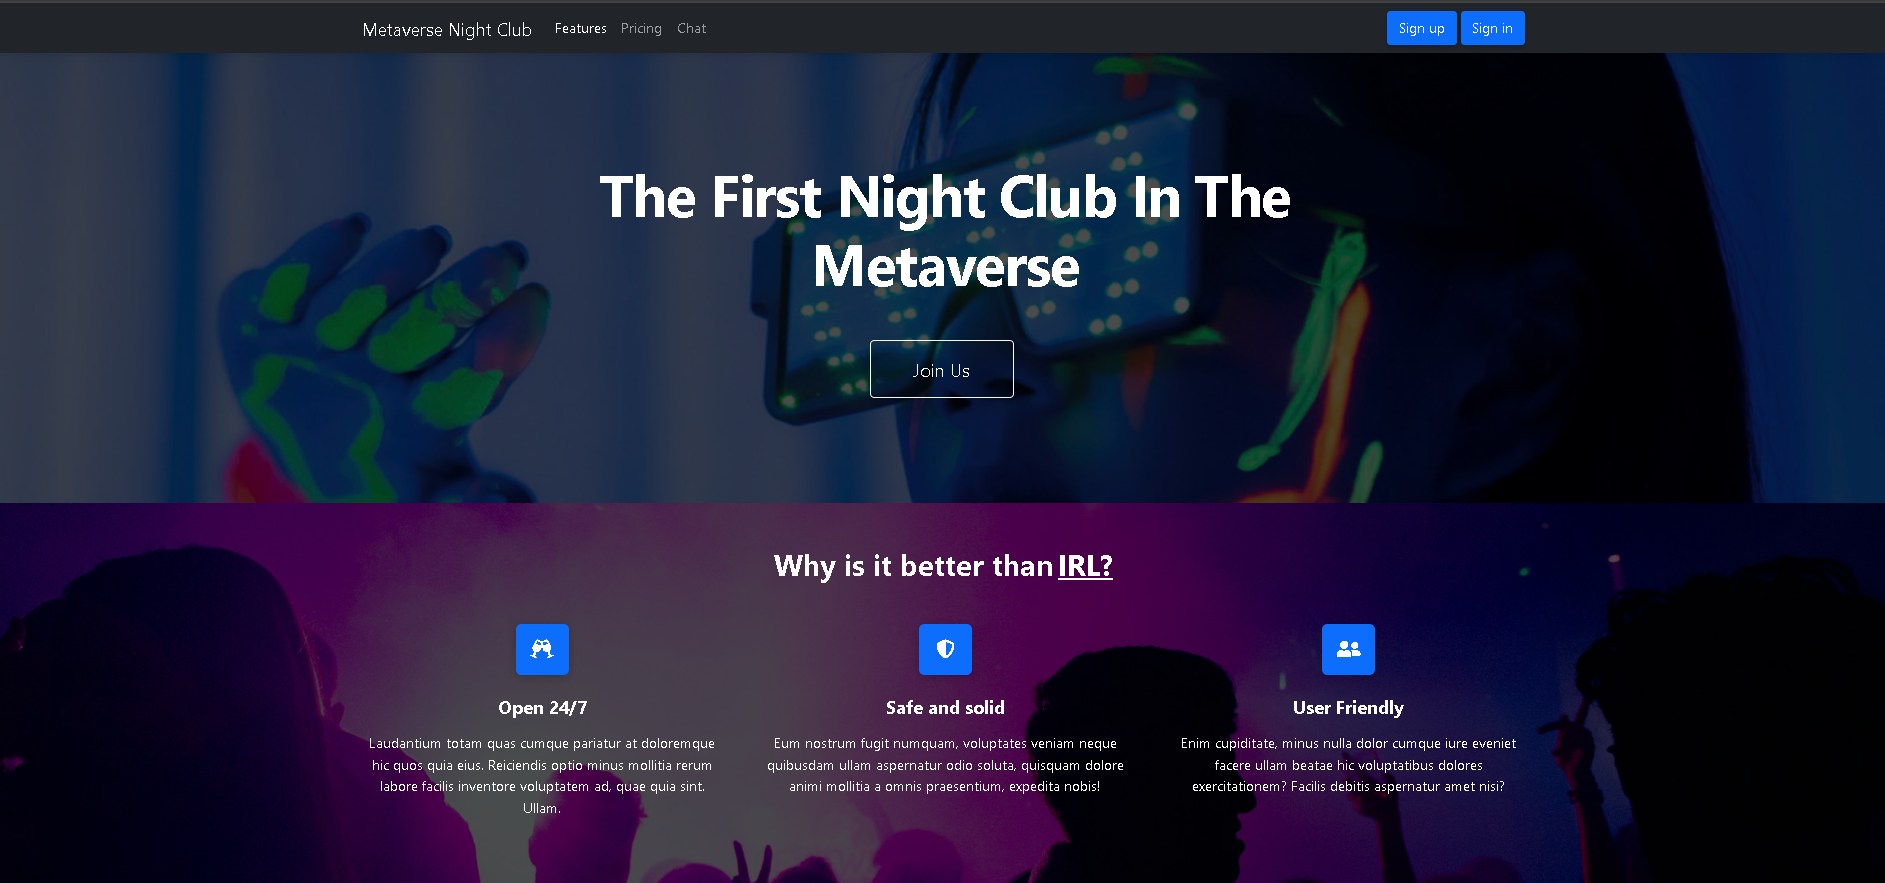 Metaverse Night Club Features Pricing Chat Sign up Sign in
The First Night Club In The
Metaverse
Join Us
Why is it better than IRL?
Open 24/7
Laudantium totam quas cumque pariatur at doloremque
hic quos quia eius. Reiciendis optio minus mollitia rerum
labore facilis inventore voluptatem ad, quae quia sint.
Ullam.
Safe and solid
Eum nostrum fugit numquam, voluptates veniam neque
quibusdam ullam aspernatur odio soluta, quisquam dolore
animi mollitia a omnis praesentium, expedita nobis!
User Friendly
Enim cupiditate, minus nulla dolor cumque iure eveniet
facere ullam beatae hic voluptatibus dolores
exercitationem? Facilis debitis aspernatur amet nisi?